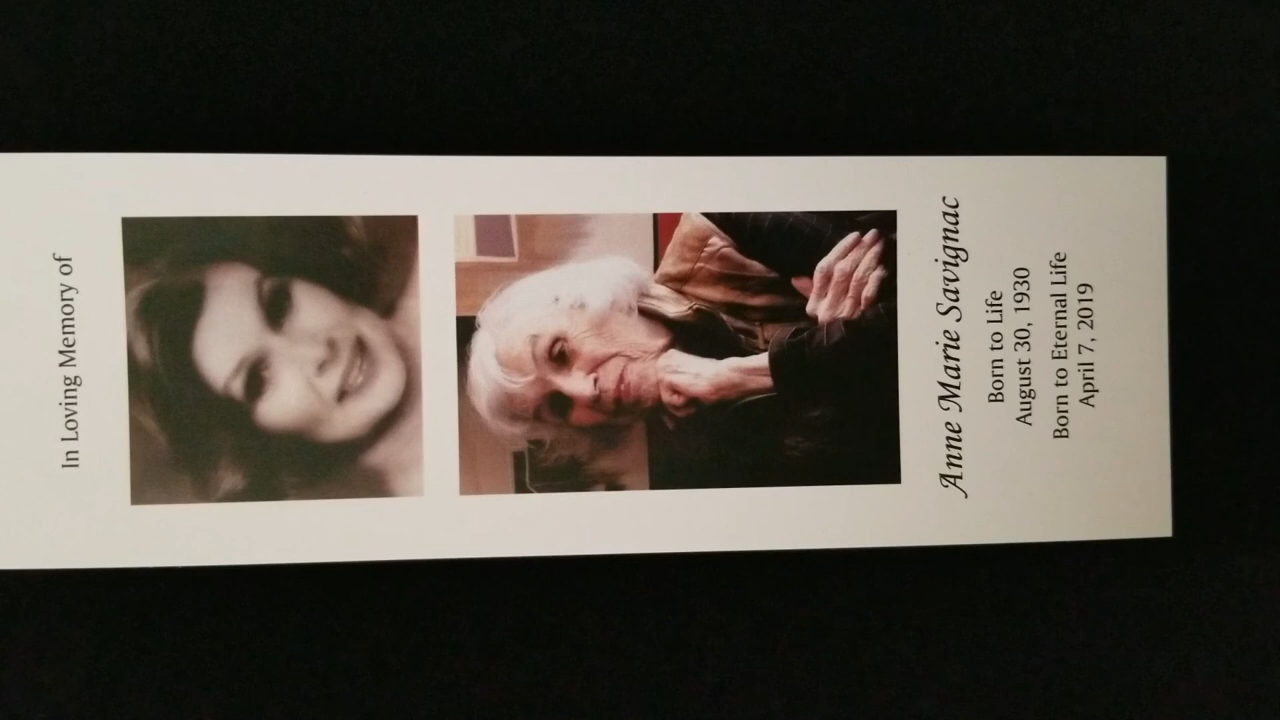 In Loving Memory of
Anne Marie Savignac
Born to Life
August 30, 1930
Born to Eternal Life
April 7, 2019